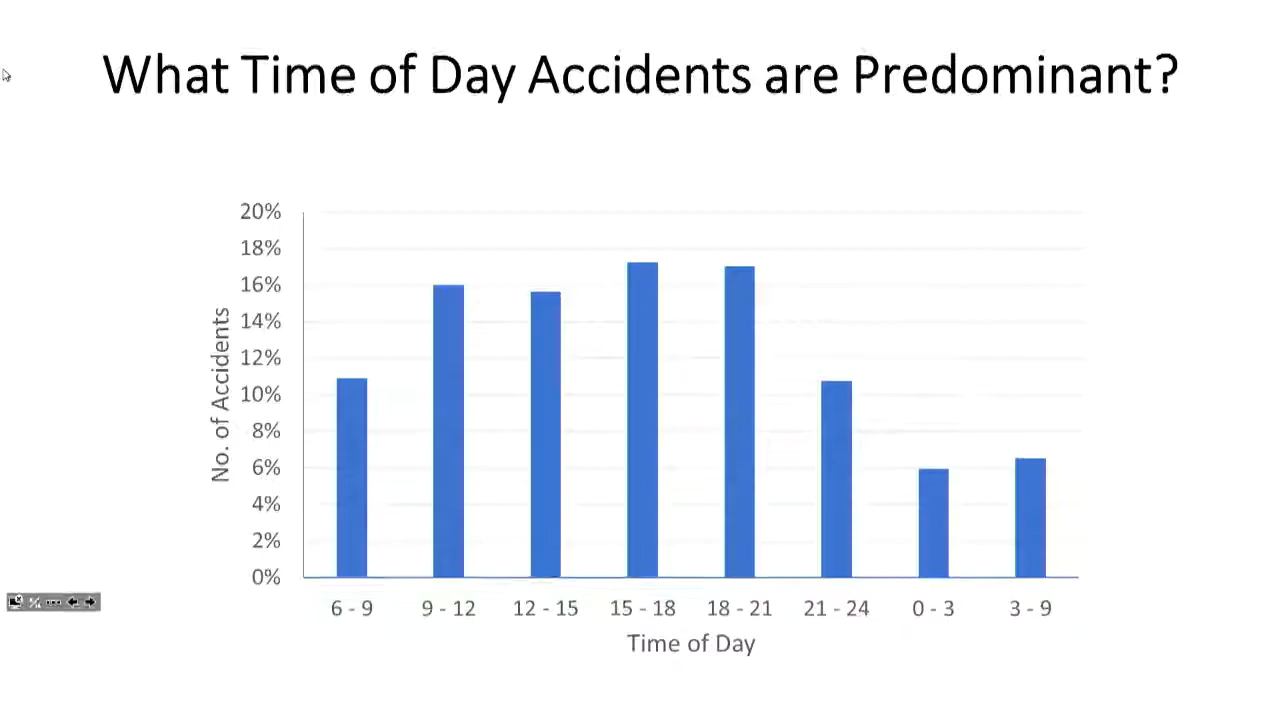 What Time of Day Accidents are Predominant?
20%
18%
16%
14%
12%
10%
8%
6%
4%
2%
0%
No. of Accidents
6 - 9
9 - 12
12 - 15
15 - 18
18 - 21
21 - 24
0 - 3
3 - 9
Time of Day